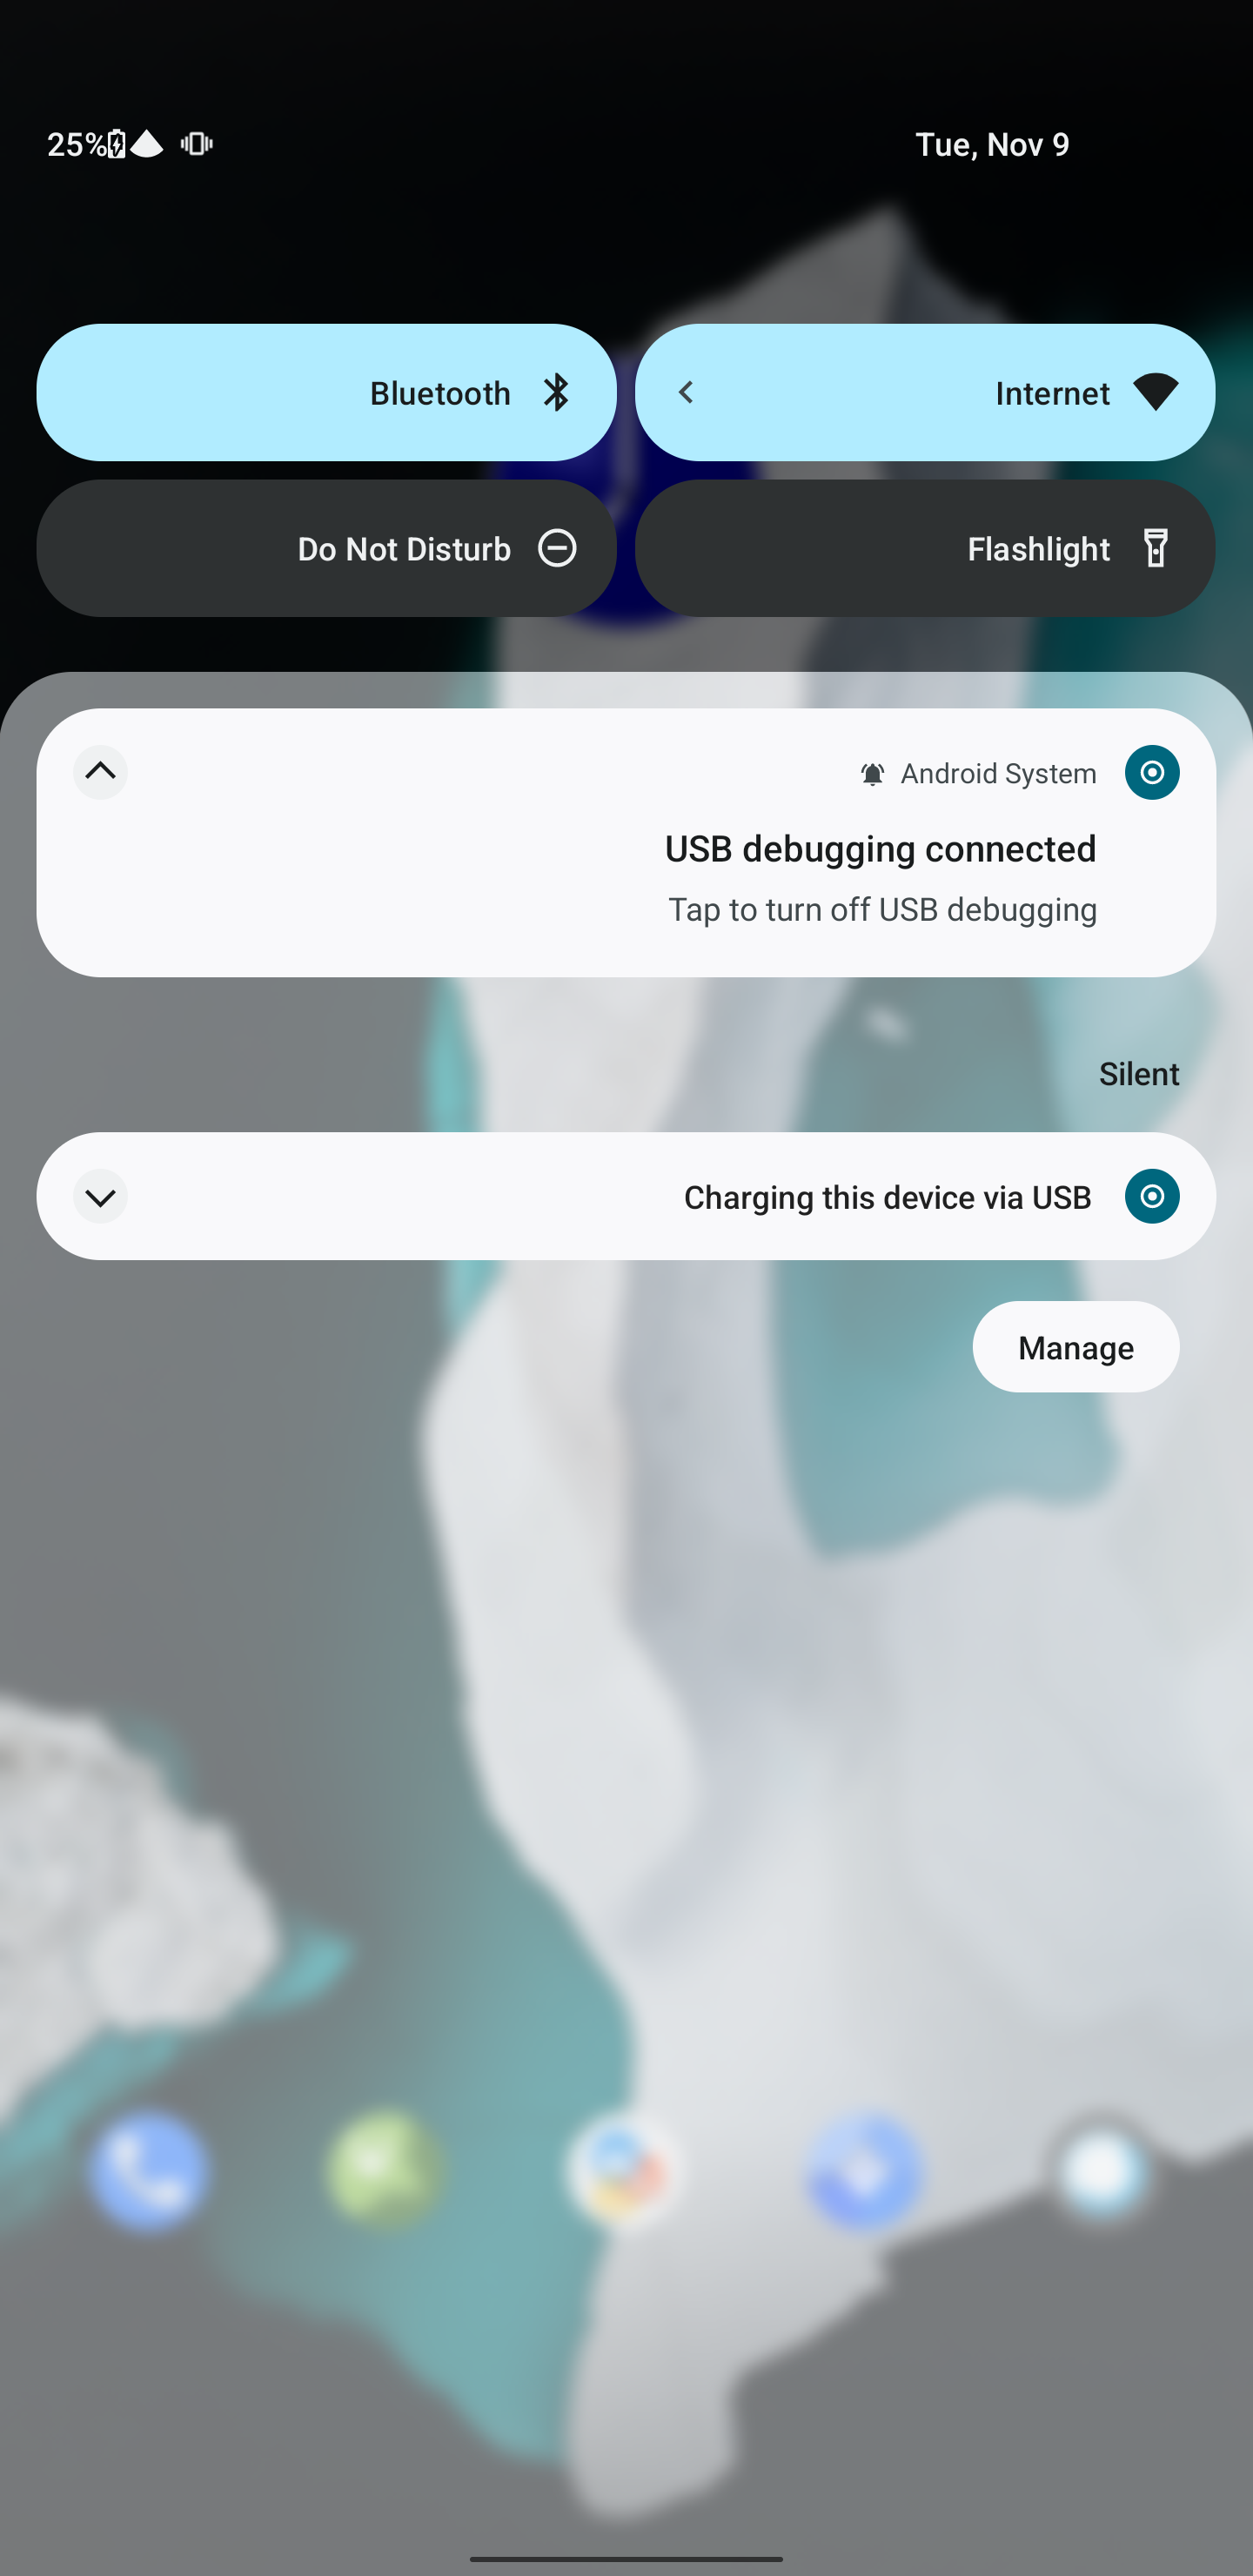 25%
Tue, Nov 9
Internet
Bluetooth
Flashlight
Do Not Disturb
Android System
USB debugging connected
Tap to turn off USB debugging
Silent
Charging this device via USB
Manage